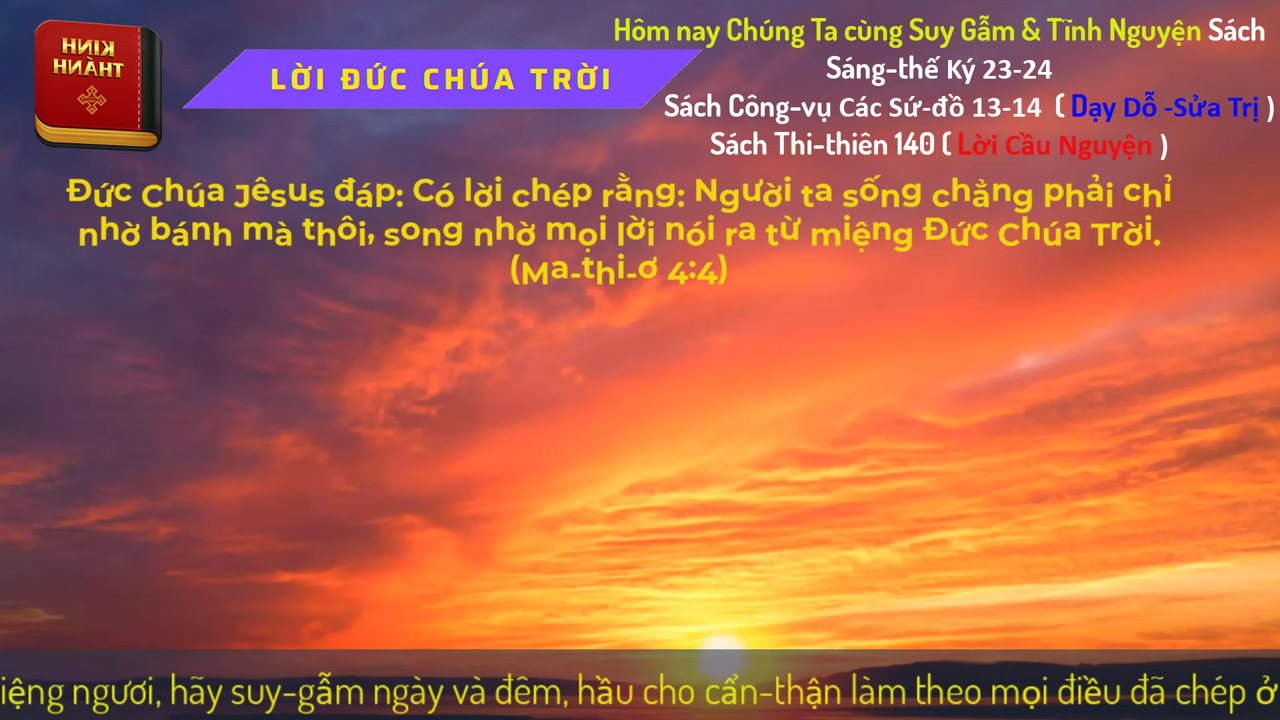 KINH
THÀNH
LỜI ĐỨC CHÚA TRỜI
Hôm nay Chúng Ta cùng Suy Gẫm & Tĩnh Nguyện Sách
Sáng-thế Ký 23-24
Sách Công-vụ Các Sứ-đồ 13-14 ( Dạy Dỗ -Sửa Trị )
Sách Thi-thiên 140 ( Lời Cầu Nguyện )
Đức Chúa Jêsus đáp: Có lời chép rằng: Người ta sống chẳng phải chỉ
nhờ bánh mà thôi, song nhờ mọi lời nói ra từ miệng Đức Chúa Trời.
(Ma-thi-ơ 4:4)
iệng ngươi, hãy suy-gẫm ngày và đêm, hầu cho cẩn-thận làm theo mọi điều đã chép ở